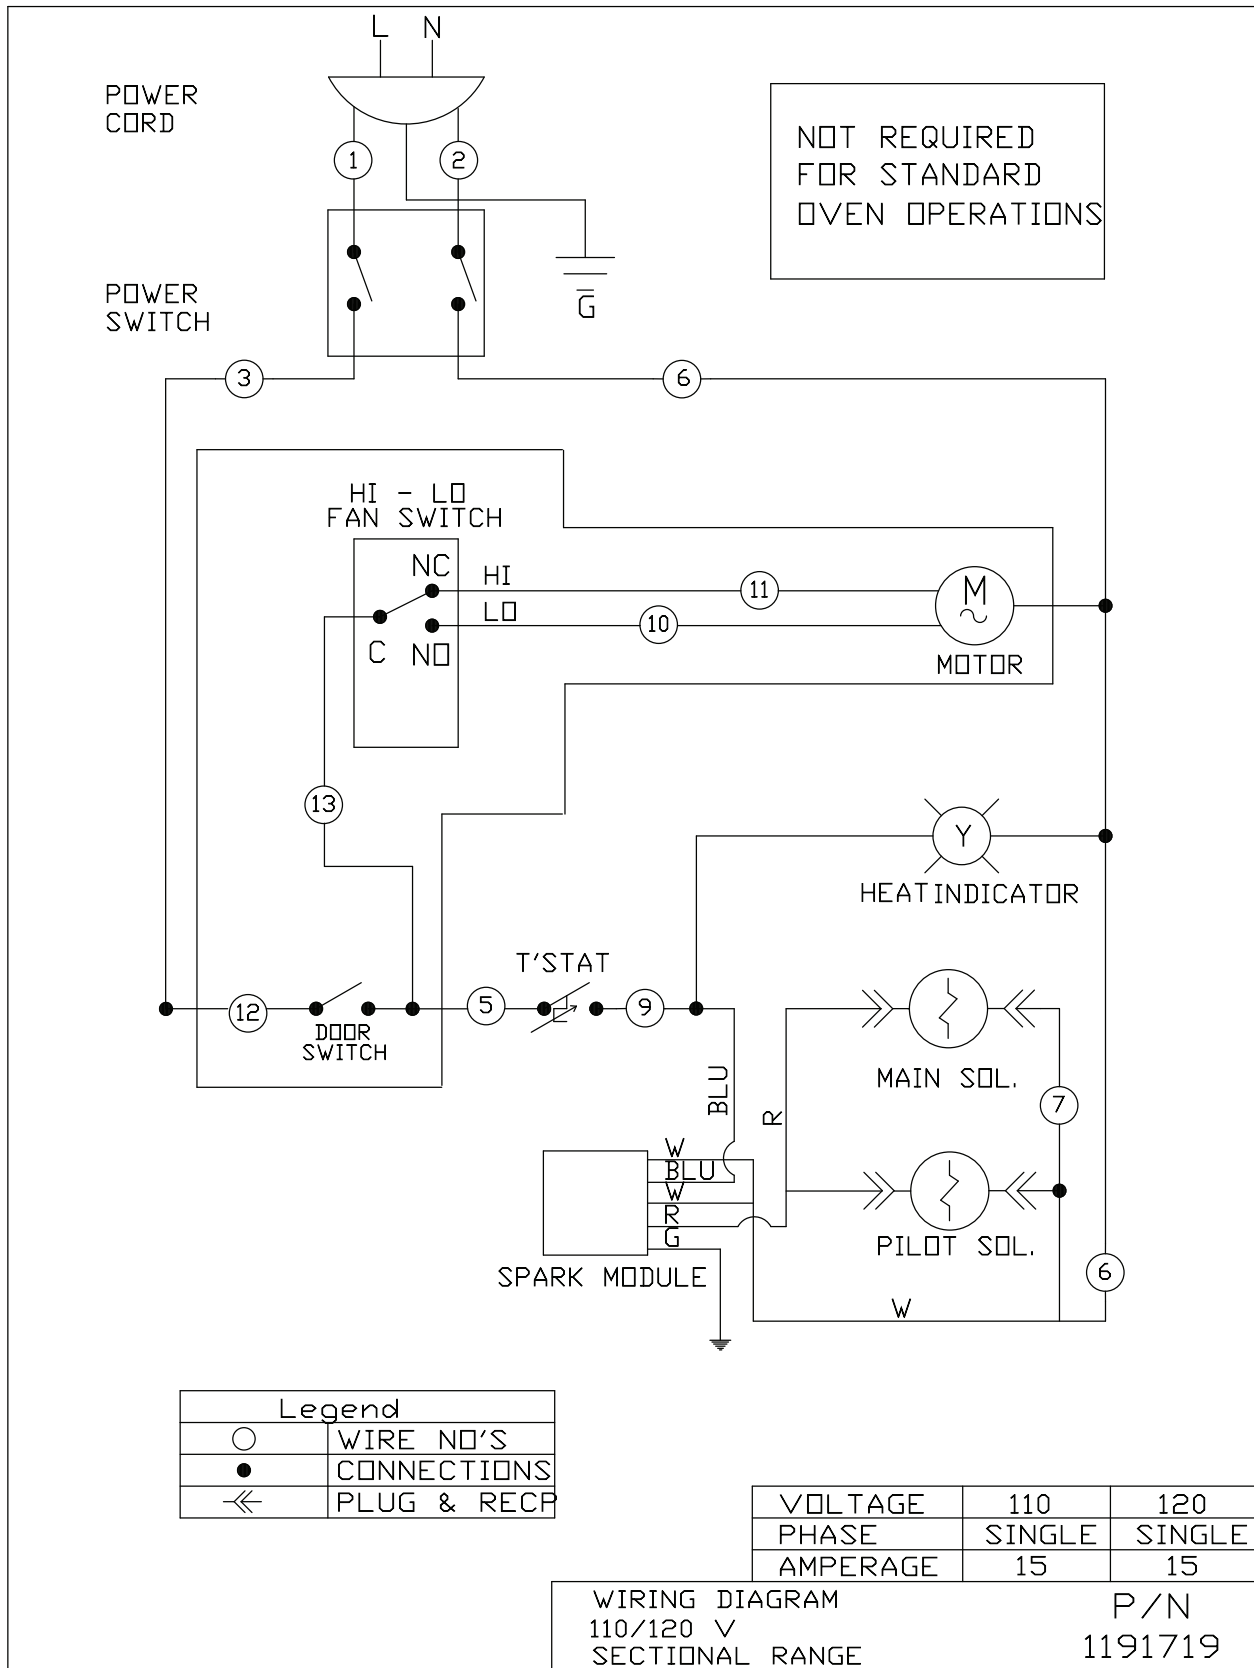 L N
POWER
CORD
1 2
NOT REQUIRED
FOR STANDARD
OVEN OPERATIONS
G
POWER
SWITCH
3 6
HI - LO
FAN SWITCH
NC HI 11 M
LO 10
C NO
MOTOR
13
Y
HEAT INDICATOR
T'STAT
12 5 9
DOOR
SWITCH
MAIN SOL.
BLU
R
7
W
BLU
W
R
G
PILOT SOL.
SPARK MODULE
6
W
Legend
WIRE NO'S
CONNECTIONS
PLUG & RECP
VOLTAGE 110 120
PHASE SINGLE SINGLE
AMPERAGE 15 15
WIRING DIAGRAM
110/120 V
SECTIONAL RANGE
P/N
1191719